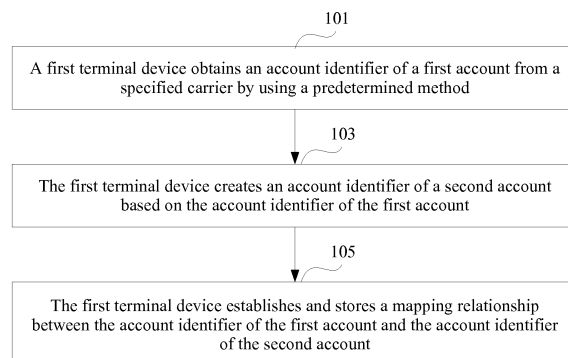 101
A first terminal device obtains an account identifier of a first account from a
specified carrier by using a predetermined method
103
The first terminal device creates an account identifier of a second account
based on the account identifier of the first account
105
The first terminal device establishes and stores a mapping relationship
between the account identifier of the first account and the account identifier
of the second account